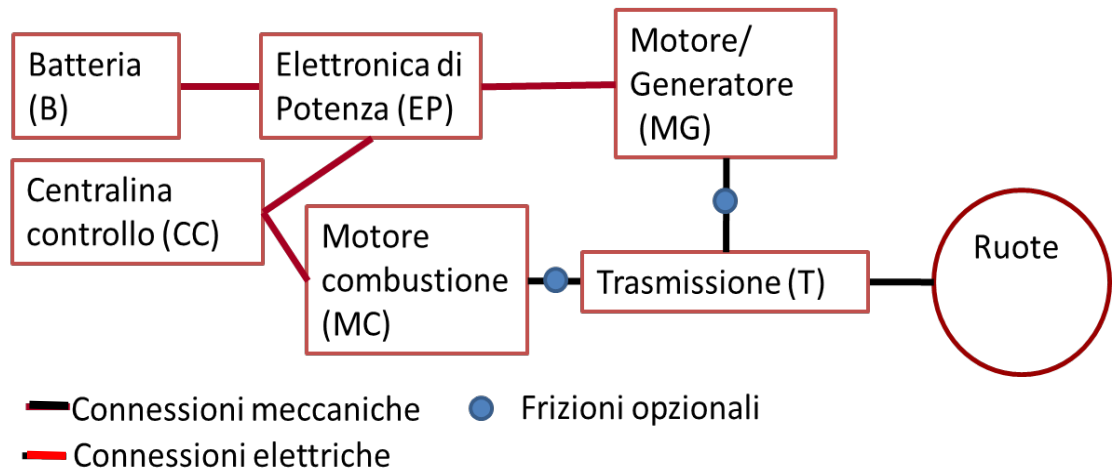 Batteria
(B)
Elettronica di
Potenza (EP)
Motore/
Generatore
(MG)
Centralina
controllo (CC)
Motore
combustione
(MC)
Trasmissione (T)
Ruote
Connessioni meccaniche
Frizioni opzionali
Connessioni elettriche